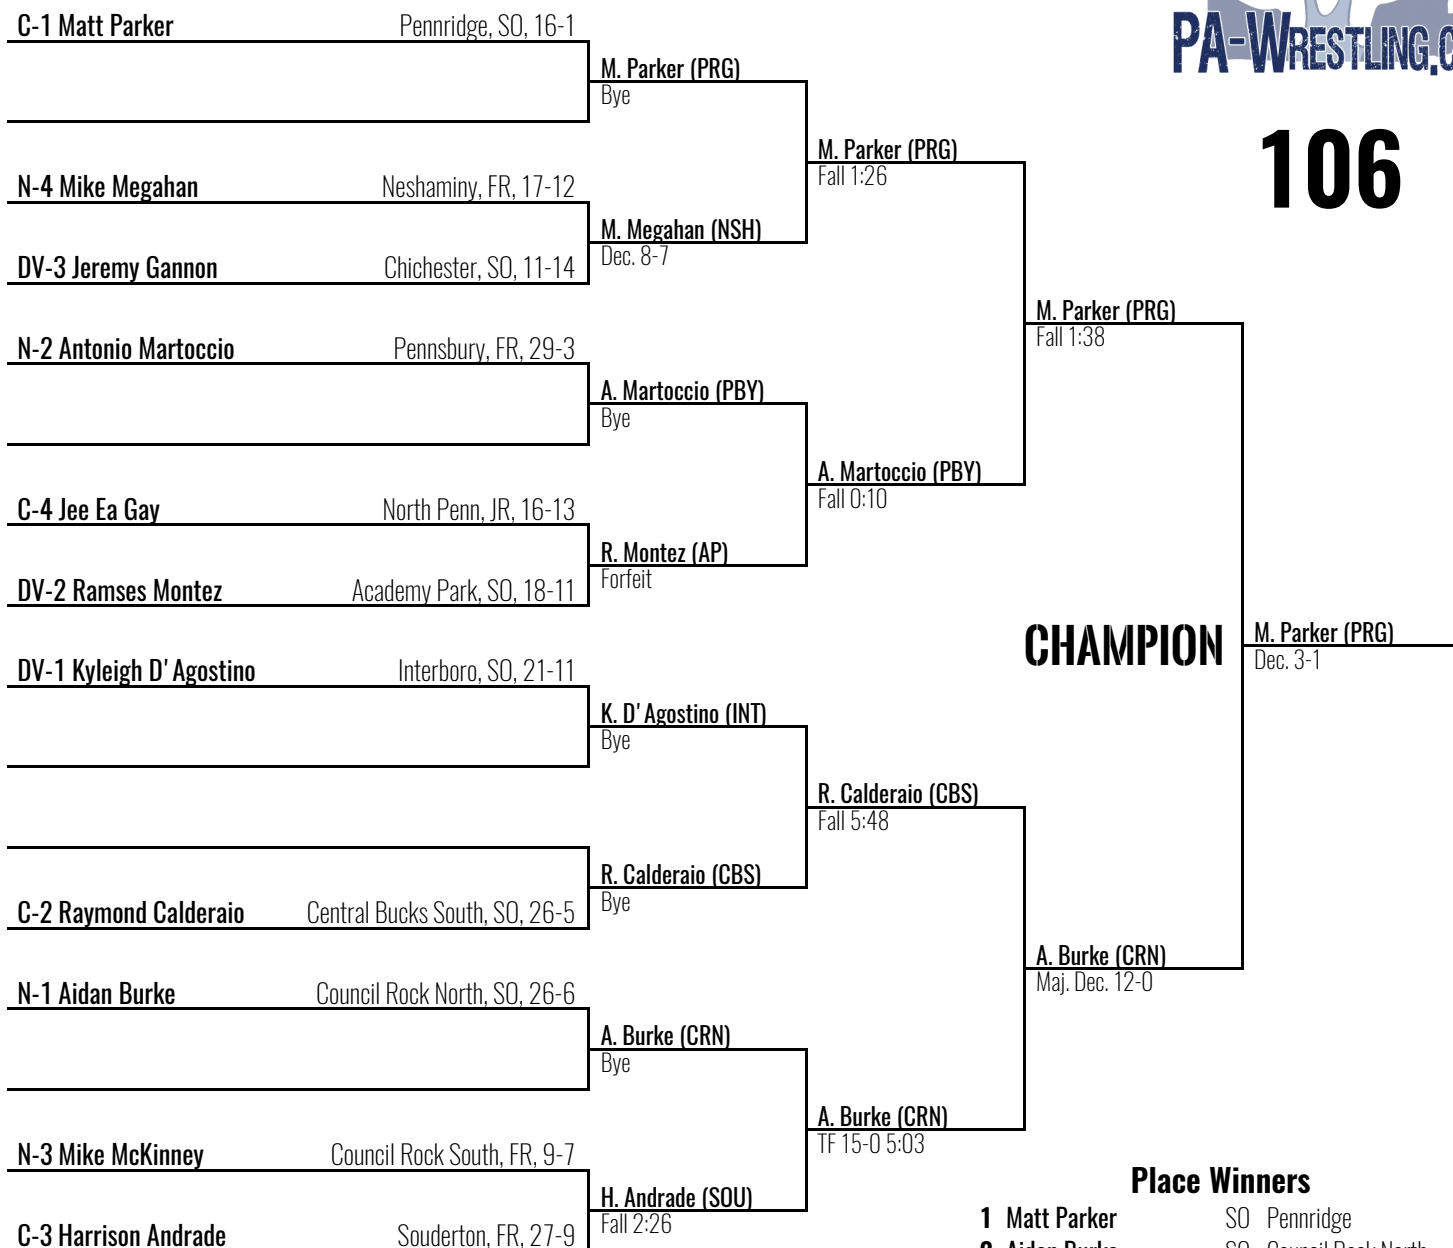 PA-WRESTLING.C
106
C-1 Matt Parker Pennridge, SO, 16-1
M. Parker (PRG)
Bye
M. Parker (PRG)
Fall 1:26
N-4 Mike Megahan Neshaminy, FR, 17-12
M. Megahan (NSH)
Dec. 8-7
DV-3 Jeremy Gannon Chichester, SO, 11-14
M. Parker (PRG)
Fall 1:38
N-2 Antonio Martoccio Pennsbury, FR, 29-3
A. Martoccio (PBY)
Bye
A. Martoccio (PBY)
Fall 0:10
C-4 Jee Ea Gay North Penn, JR, 16-13
R. Montez (AP)
Forfeit
DV-2 Ramses Montez Academy Park, SO, 18-11
CHAMPION
M. Parker (PRG)
Dec. 3-1
DV-1 Kyleigh D'Agostino Interboro, SO, 21-11
K. D'Agostino (INT)
Bye
R. Calderaio (CBS)
Fall 5:48
R. Calderaio (CBS)
Bye
C-2 Raymond Calderaio Central Bucks South, SO, 26-5
A. Burke (CRN)
Maj. Dec. 12-0
N-1 Aidan Burke Council Rock North, SO, 26-6
A. Burke (CRN)
Bye
A. Burke (CRN)
TF 15-0 5:03
N-3 Mike McKinney Council Rock South, FR, 9-7
H. Andrade (SOU)
Fall 2:26
C-3 Harrison Andrade Souderton, FR, 27-9
Place Winners
1 Matt Parker SO Pennridge
2 Aidan Burke SO Council Rock North